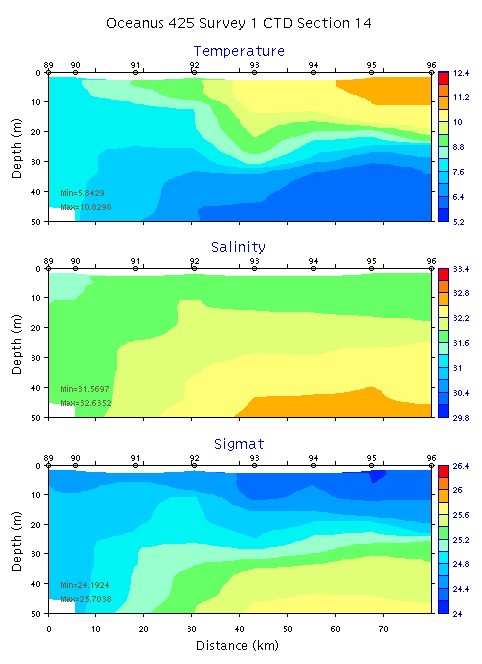 Oceanus 425 Survey 1 CTD Section 14
Temperature
89 90 91 92 93 94 95 96
0
10
20
30
40
50
Depth (m)
Min=5.8429
Max=10.8298
12.4
11.2
10
8.8
7.6
6.4
5.2
Salinity
89 90 91 92 93 94 95 96
0
10
20
30
40
50
Depth (m)
Min=31.5697
Max=32.6352
33.4
32.8
32.2
31.6
31
30.4
29.8
Sigmat
89 90 91 92 93 94 95 96
0
10
20
30
40
50
Depth (m)
Min=24.1924
Max=25.7038
26.4
26
25.6
25.2
24.8
24.4
24
0 10 20 30 40 50 60 70
Distance (km)